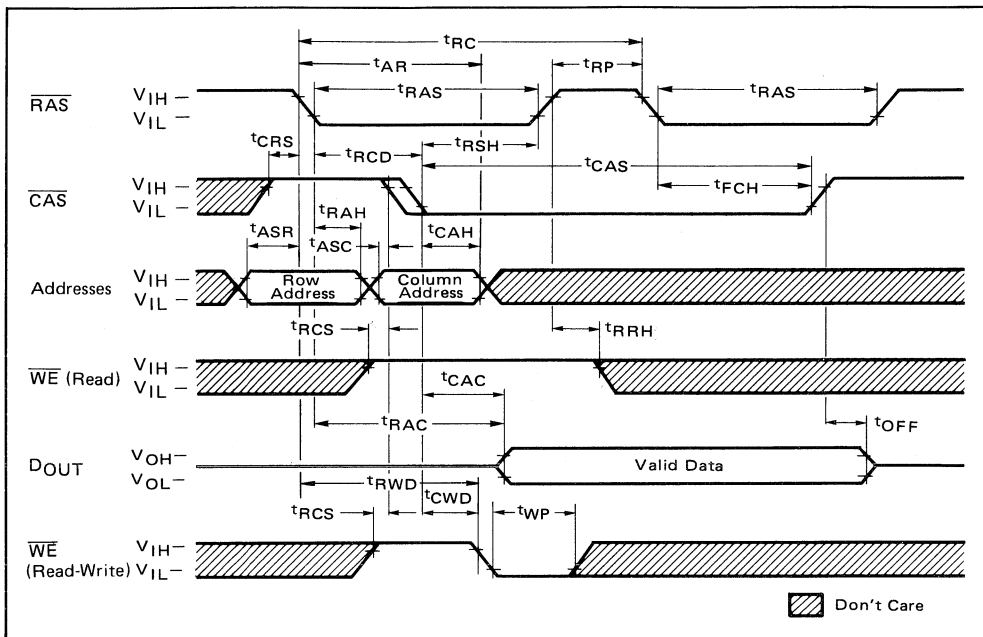 tRC
tAR
tRP
RAS
VIH
VIL
tRAS
tRAS
tCRS
tRCD
tRSH
tCAS
CAS
VIH
VIL
tFCH
tRAH
tCAH
tASR
tASC
Addresses
VIH
VIL
Row
Address
Column
Address
tRCS
tRRH
WE (Read)
VIH
VIL
tCAC
tRAC
tOFF
DOUT
VOH
VOL
Valid Data
tRWD
tCWD
tRCS
tWP
WE
(Read-Write)
VIH
VIL
Don't Care